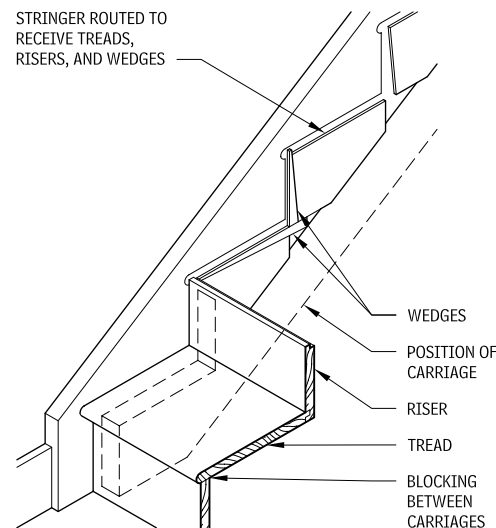 STRINGER ROUTED TO
RECEIVE TREADS,
RISERS, AND WEDGES
WEDGES
POSITION OF
CARRIAGE
RISER
TREAD
BLOCKING
BETWEEN
CARRIAGES